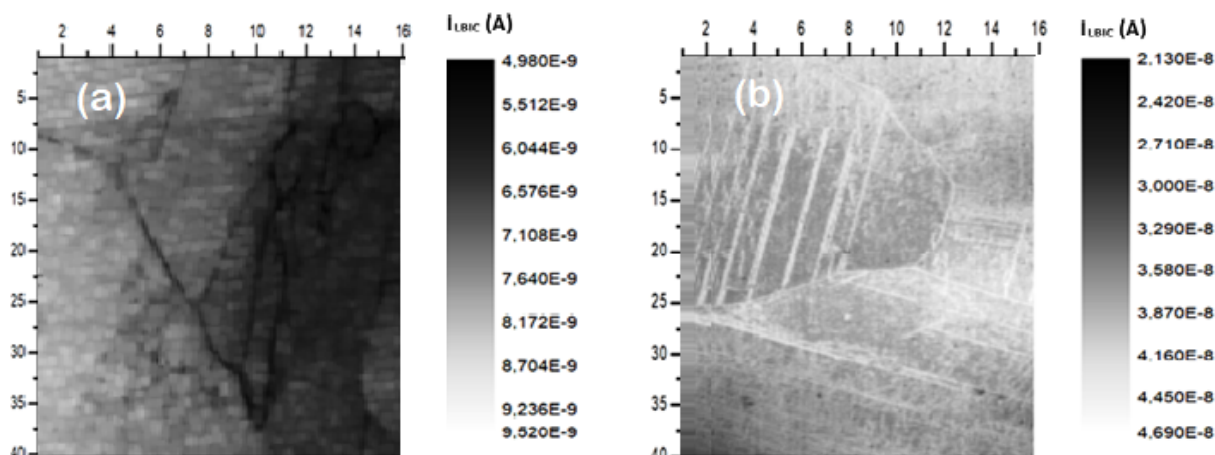 2 4 6 8 10 12 14 16
5
10
15
20
25
30
35
40
(a)
I LBIC (A)
4,980E-9
5,512E-9
6,044E-9
6,576E-9
7,108E-9
7,640E-9
8,172E-9
8,704E-9
9,236E-9
9,520E-9
2 4 6 8 10 12 14 16
5
10
15
20
25
30
35
40
(b)
I LBIC (A)
2,130E-8
2,420E-8
2,710E-8
3,000E-8
3,290E-8
3,580E-8
3,870E-8
4,160E-8
4,450E-8
4,690E-8